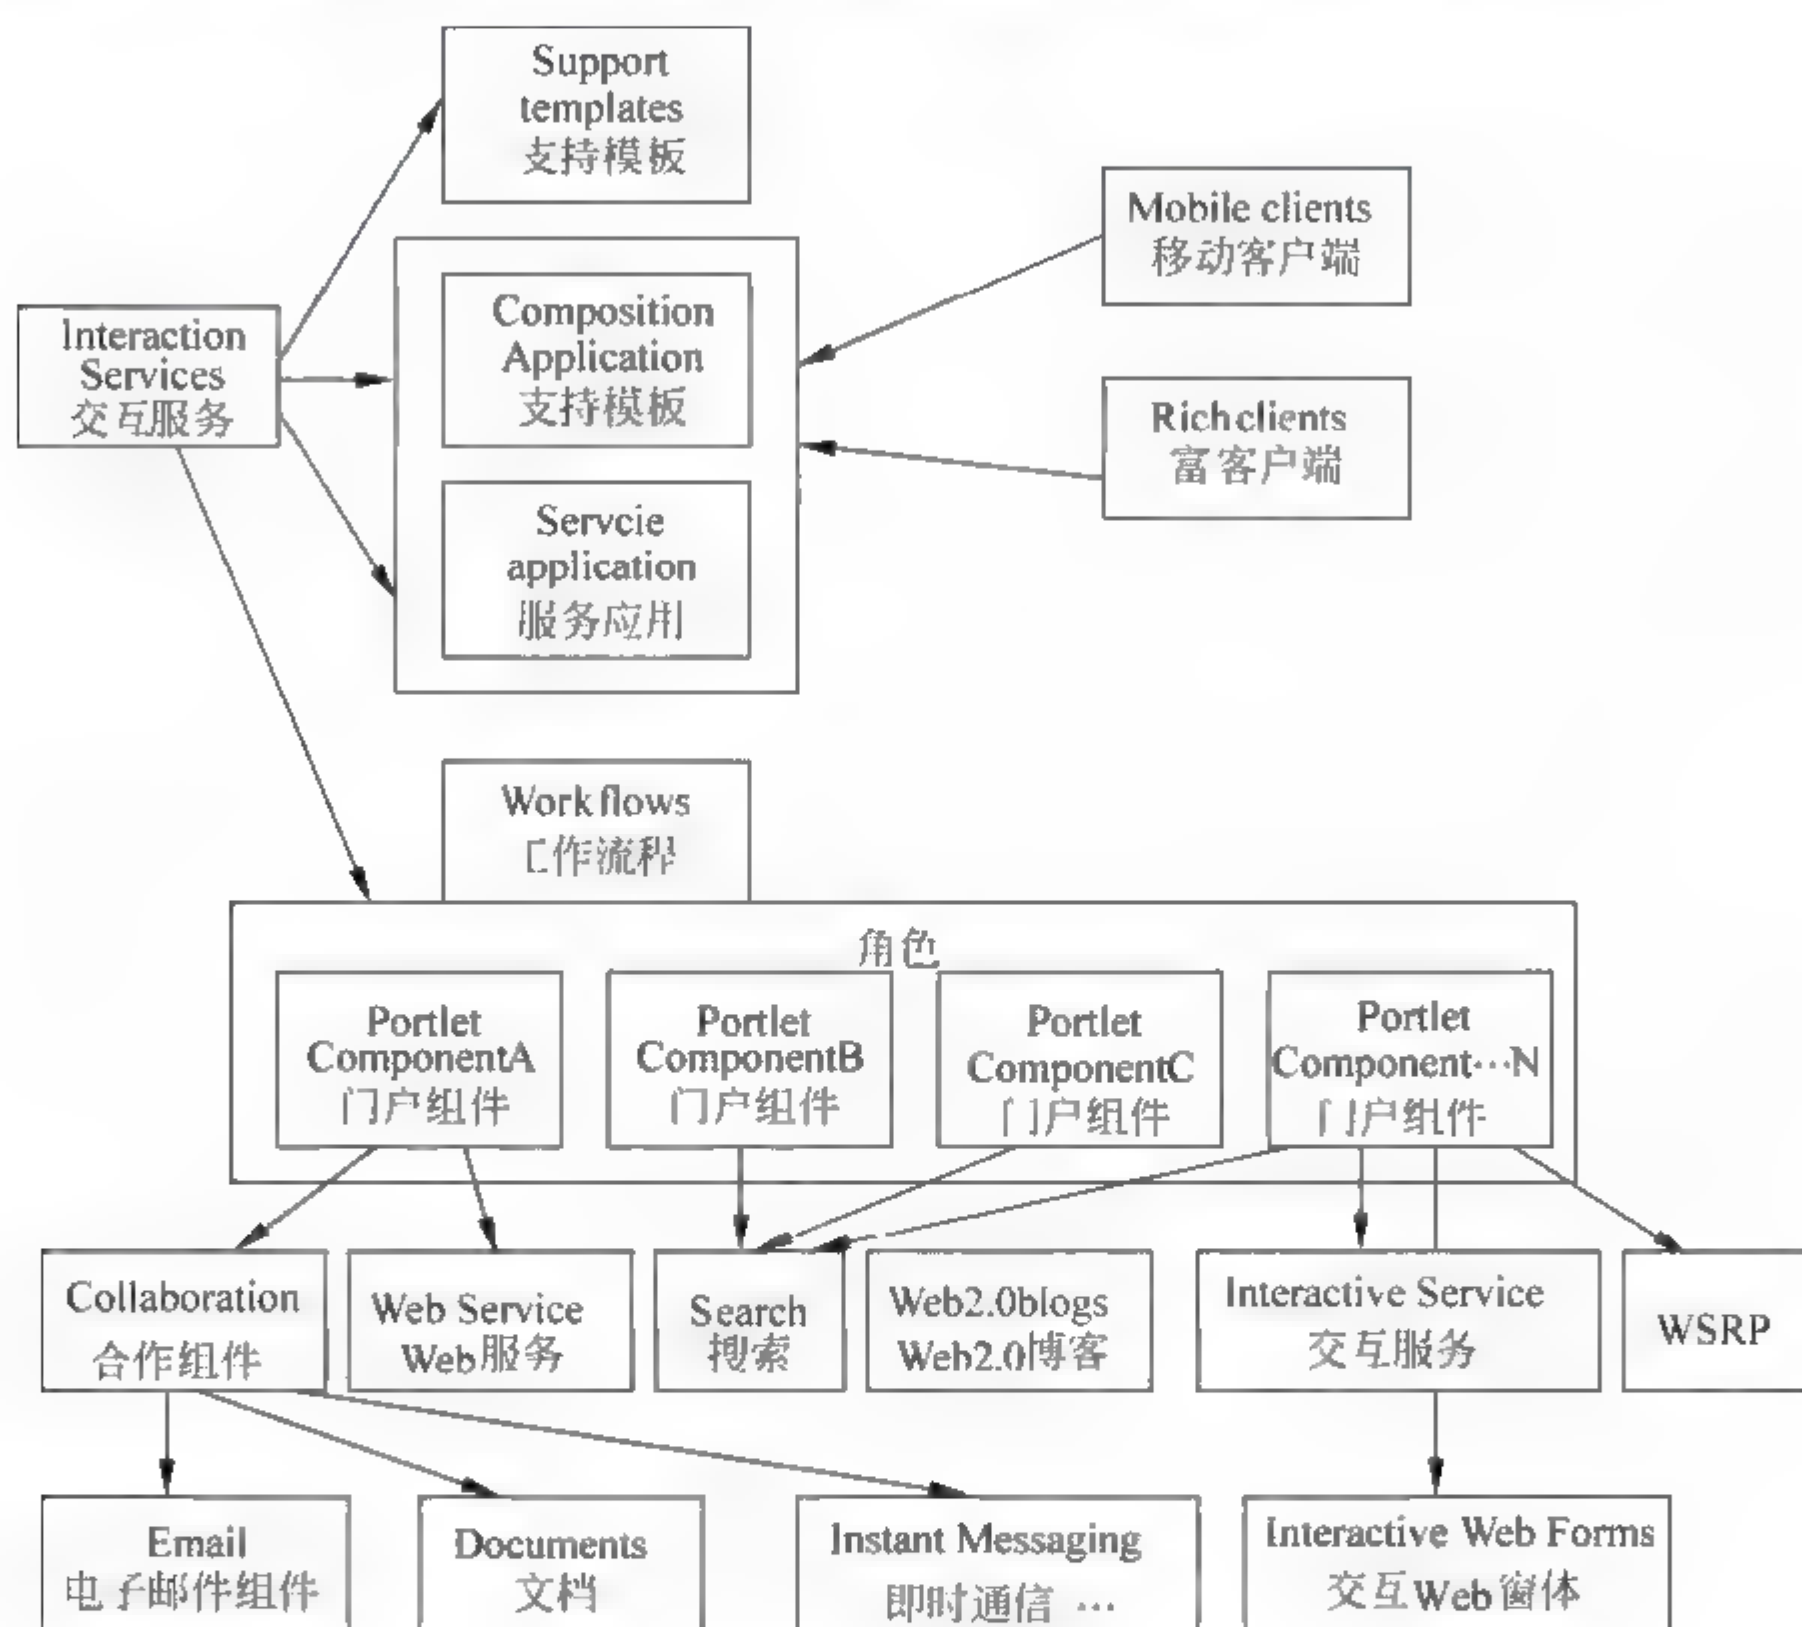 Support
templates
支持模板
Mobile clients
移动客户端
Interaction
Services
交互服务
Composition
Application
支持模板
Rich clients
富客户端
Servcie
application
服务应用
Workflows
工作流程
角色
Portlet
ComponentA
门户组件
Portlet
ComponentB
门户组件
Portlet
ComponentC
门户组件
Portlet
Component…N
门户组件
Collaboration
合作组件
Web Service
Web服务
Search
搜索
Web2.0blogs
Web2.0博客
Interactive Service
交互服务
WSRP
Email
电子邮件组件
Documents
文档
Instant Messaging
即时通信 …
Interactive Web Forms
交互Web窗体